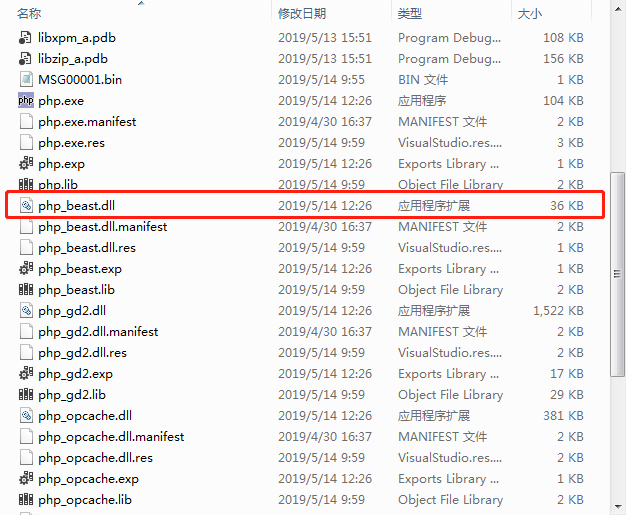 名称 修改日期 类型 大小
libxpm_a.pdb 2019/5/13 15:51 Program Debug... 108 KB
libzip_a.pdb 2019/5/13 15:51 Program Debug... 156 KB
MSG00001.bin 2019/5/14 9:55 BIN 文件 1 KB
php php.exe 2019/5/14 12:26 应用程序 104 KB
php.exe.manifest 2019/4/30 16:37 MANIFEST 文件 2 KB
php.exe.res 2019/5/14 9:59 VisualStudio.res.... 3 KB
php.exp 2019/5/14 12:26 Exports Library ... 1 KB
php.lib 2019/5/14 9:59 Object File Library 2 KB
php_beast.dll 2019/5/14 12:26 应用程序扩展 36 KB
php_beast.dll.manifest 2019/4/30 16:37 MANIFEST 文件 2 KB
php_beast.dll.res 2019/5/14 9:59 VisualStudio.res.... 2 KB
php_beast.exp 2019/5/14 12:26 Exports Library ... 1 KB
php_beast.lib 2019/5/14 9:59 Object File Library 2 KB
php_gd2.dll 2019/5/14 12:26 应用程序扩展 1,522 KB
php_gd2.dll.manifest 2019/4/30 16:37 MANIFEST 文件 2 KB
php_gd2.dll.res 2019/5/14 9:59 VisualStudio.res.... 2 KB
php_gd2.exp 2019/5/14 12:26 Exports Library ... 17 KB
php_gd2.lib 2019/5/14 9:59 Object File Library 29 KB
php_opcache.dll 2019/5/14 12:26 应用程序扩展 381 KB
php_opcache.dll.manifest 2019/4/30 16:37 MANIFEST 文件 2 KB
php_opcache.dll.res 2019/5/14 9:59 VisualStudio.res.... 2 KB
php_opcache.exp 2019/5/14 12:26 Exports Library ... 1 KB
php_opcache.lib 2019/5/14 9:59 Object File Library 2 KB